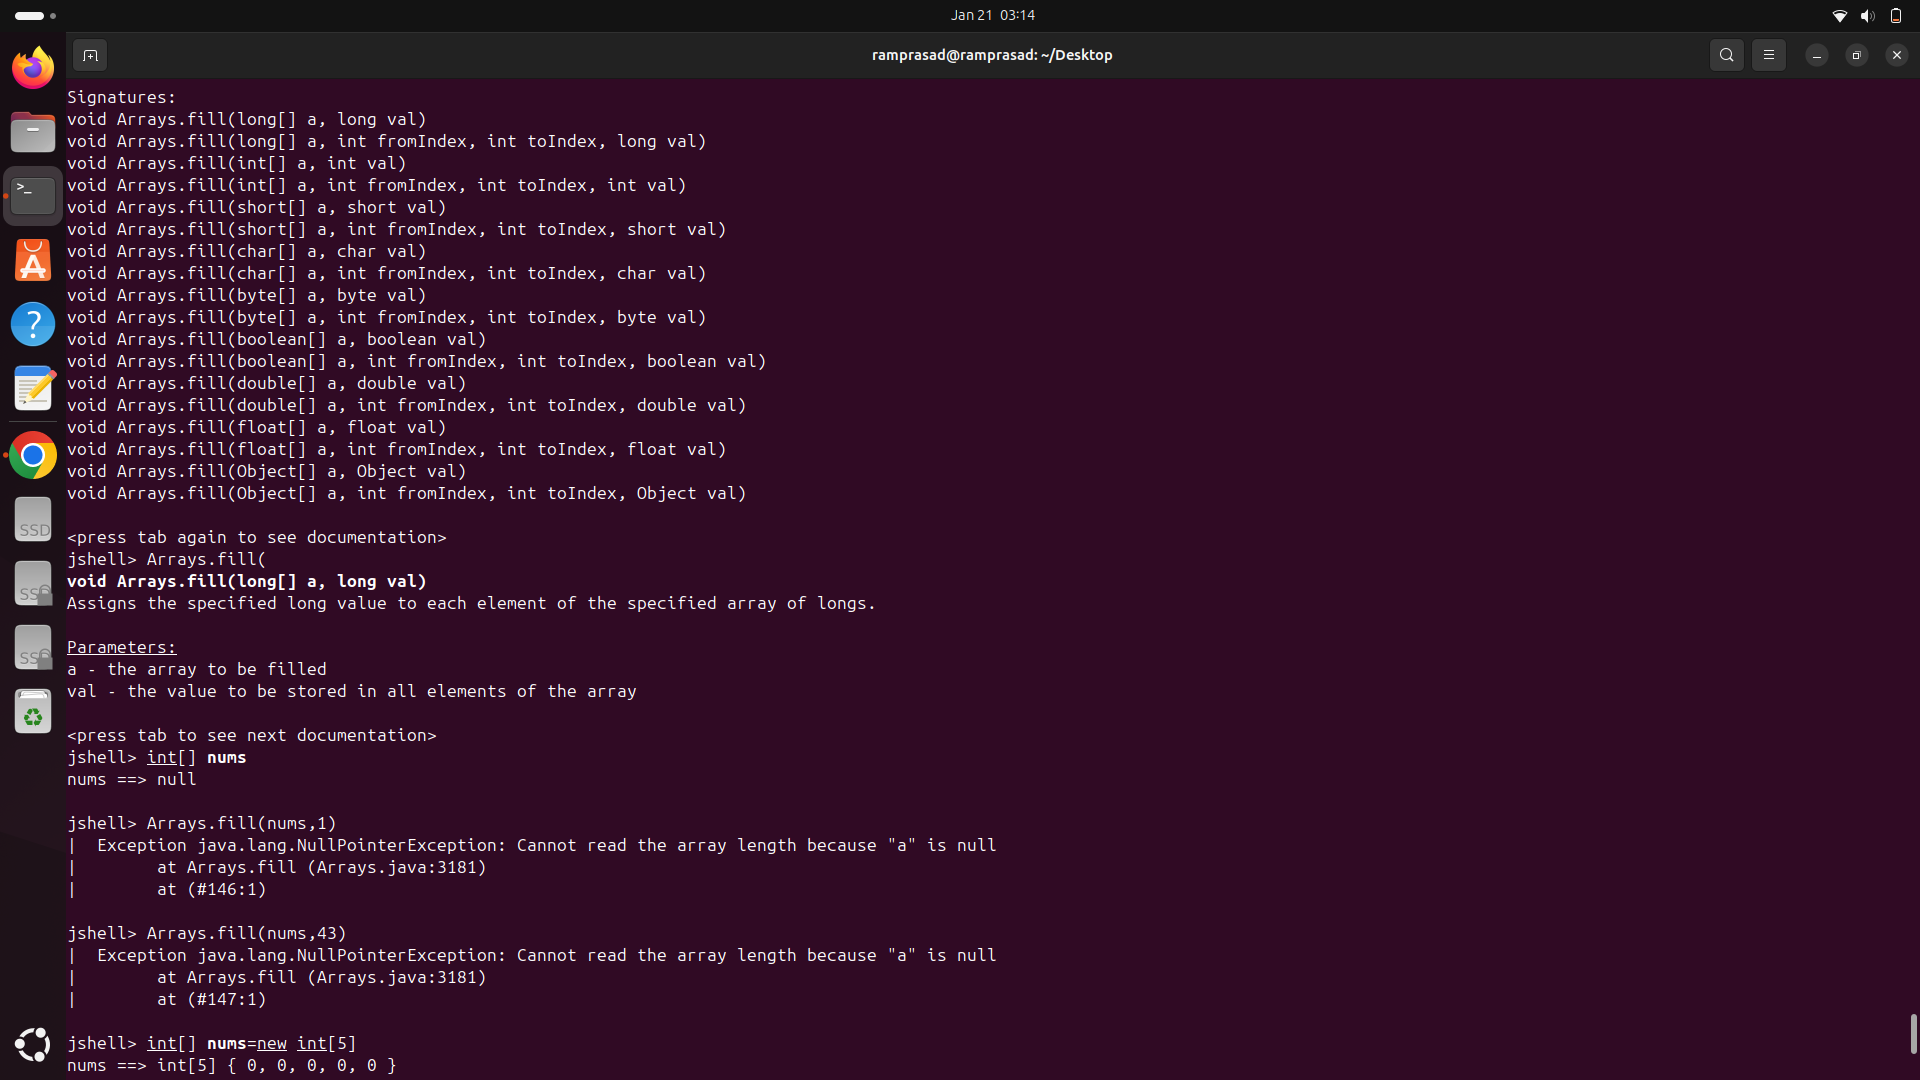 Jan 21 03:14
ramprasad@ramprasad: ~/Desktop
Signatures:
void Arrays.fill(long[] a, long val)
void Arrays.fill(long[] a, int fromIndex, int toIndex, long val)
void Arrays.fill(int[] a, int val)
void Arrays.fill(int[] a, int fromIndex, int toIndex, int val)
void Arrays.fill(short[] a, short val)
void Arrays.fill(short[] a, int fromIndex, int toIndex, short val)
void Arrays.fill(char[] a, char val)
void Arrays.fill(char[] a, int fromIndex, int toIndex, char val)
void Arrays.fill(byte[] a, byte val)
void Arrays.fill(byte[] a, int fromIndex, int toIndex, byte val)
void Arrays.fill(boolean[] a, boolean val)
void Arrays.fill(boolean[] a, int fromIndex, int toIndex, boolean val)
void Arrays.fill(double[] a, double val)
void Arrays.fill(double[] a, int fromIndex, int toIndex, double val)
void Arrays.fill(float[] a, float val)
void Arrays.fill(float[] a, int fromIndex, int toIndex, float val)
void Arrays.fill(Object[] a, Object val)
void Arrays.fill(Object[] a, int fromIndex, int toIndex, Object val)
<press tab again to see documentation>
jshell> Arrays.fill(
void Arrays.fill(long[] a, long val)
Assigns the specified long value to each element of the specified array of longs.
Parameters:
a - the array to be filled
val - the value to be stored in all elements of the array
<press tab to see next documentation>
jshell> int[] nums
nums ==> null
jshell> Arrays.fill(nums,1)
|  Exception java.lang.NullPointerException: Cannot read the array length because "a" is null
|        at Arrays.fill (Arrays.java:3181)
|        at (#146:1)
jshell> Arrays.fill(nums,43)
|  Exception java.lang.NullPointerException: Cannot read the array length because "a" is null
|        at Arrays.fill (Arrays.java:3181)
|        at (#147:1)
jshell> int[] nums=new int[5]
nums ==> int[5] { 0, 0, 0, 0, 0 }
SSD
SSD
SSD